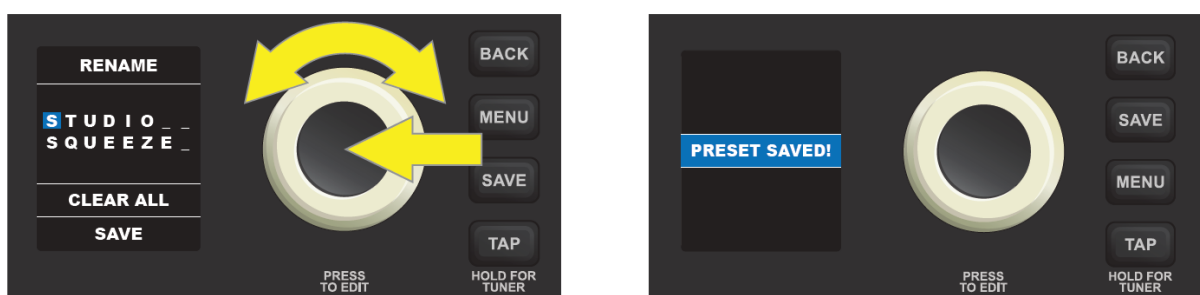 RENAME
STUDIO_ _
SQUEEZE_
CLEAR ALL
SAVE
PRESS
TO EDIT
BACK
MENU
SAVE
TAP
HOLD FOR
TUNER
PRESET SAVED!
PRESS
TO EDIT
BACK
SAVE
MENU
TAP
HOLD FOR
TUNER